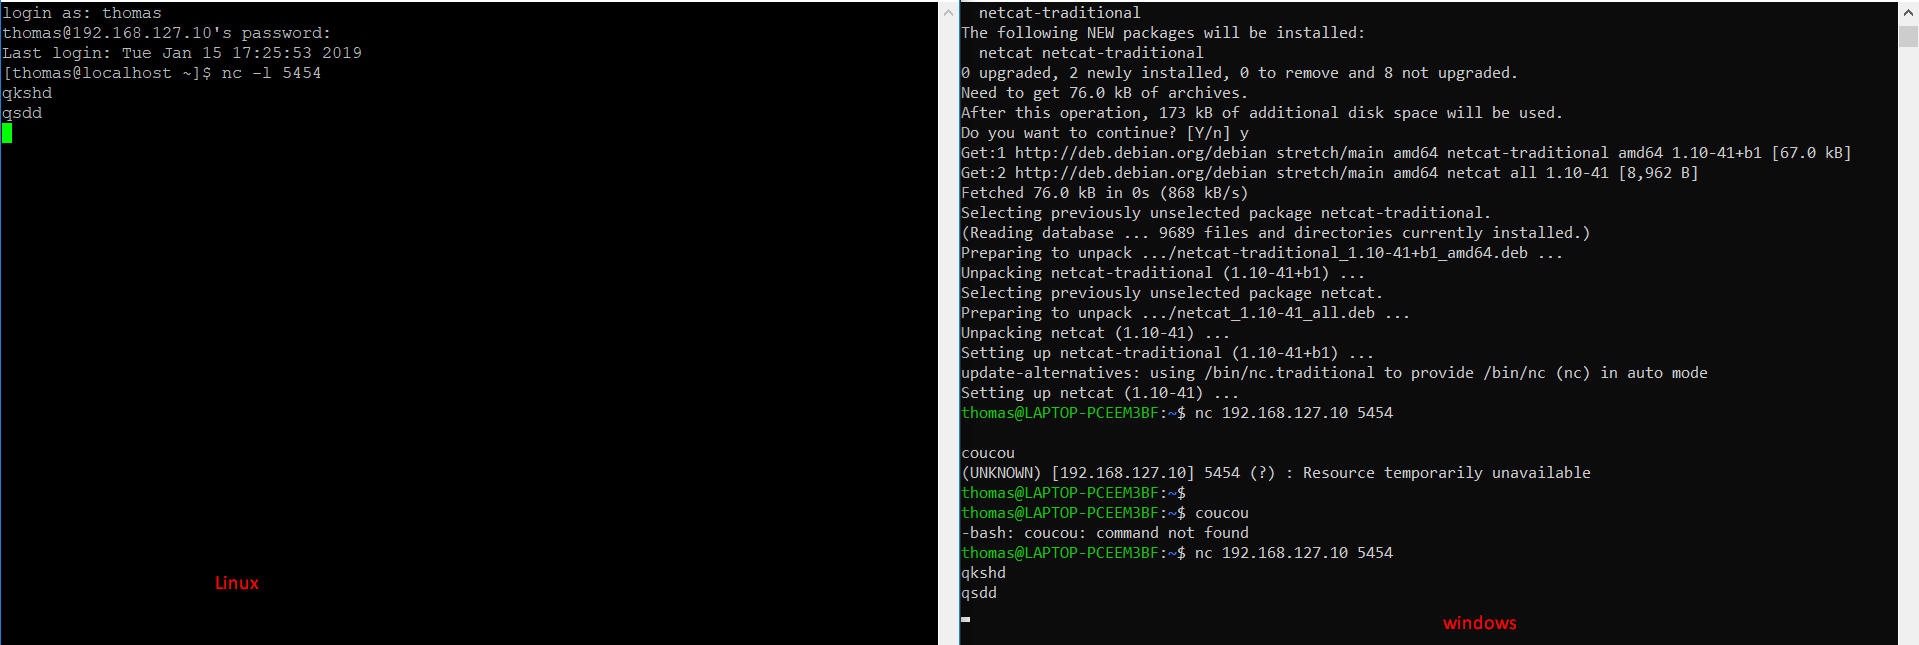 login as: thomas
thomas@192.168.127.10's password:
Last login: Tue Jan 15 17:25:53 2019
[thomas@localhost ~]$ nc -l 5454
qkshd
qsdd
Linux
netcat-traditional
The following NEW packages will be installed:
netcat netcat-traditional
0 upgraded, 2 newly installed, 0 to remove and 8 not upgraded.
Need to get 76.0 kB of archives.
After this operation, 173 kB of additional disk space will be used.
Do you want to continue? [Y/n] y
Get:1 http://deb.debian.org/debian stretch/main amd64 netcat-traditional amd64 1.10-41+b1 [67.0 kB]
Get:2 http://deb.debian.org/debian stretch/main amd64 netcat all 1.10-41 [8,962 B]
Fetched 76.0 kB in 0s (868 kB/s)
Selecting previously unselected package netcat-traditional.
(Reading database ... 9689 files and directories currently installed.)
Preparing to unpack .../netcat-traditional_1.10-41+b1_amd64.deb ...
Unpacking netcat-traditional (1.10-41+b1) ...
Selecting previously unselected package netcat.
Preparing to unpack .../netcat_1.10-41_all.deb ...
Unpacking netcat (1.10-41) ...
Setting up netcat-traditional (1.10-41+b1) ...
update-alternatives: using /bin/nc.traditional to provide /bin/nc (nc) in auto mode
Setting up netcat (1.10-41) ...
thomas@LAPTOP-PCEEM3BF:~$ nc 192.168.127.10 5454
coucou
(UNKNOWN) [192.168.127.10] 5454 (?) : Resource temporarily unavailable
thomas@LAPTOP-PCEEM3BF:~$
thomas@LAPTOP-PCEEM3BF:~$ coucou
-bash: coucou: command not found
thomas@LAPTOP-PCEEM3BF:~$ nc 192.168.127.10 5454
qkshd
qsdd
windows